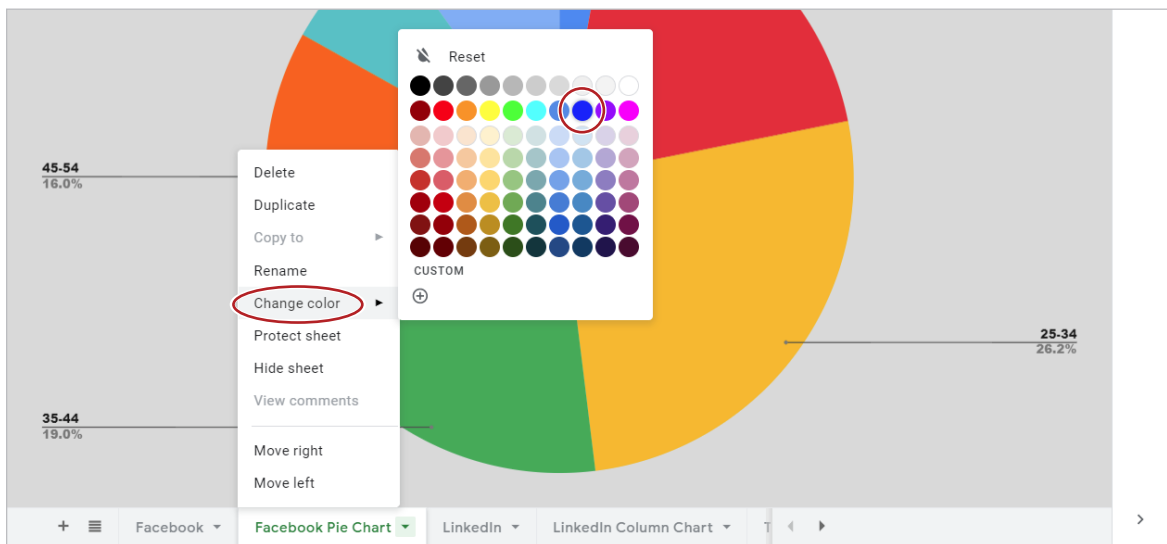 Reset
CUSTOM
45-54
16.0%
Delete
Duplicate
Copy to
Rename
Change color
Protect sheet
Hide sheet
View comments
Move right
Move left
25-34
26.2%
35-44
19.0%
Facebook Facebook Pie Chart LinkedIn LinkedIn Column Chart